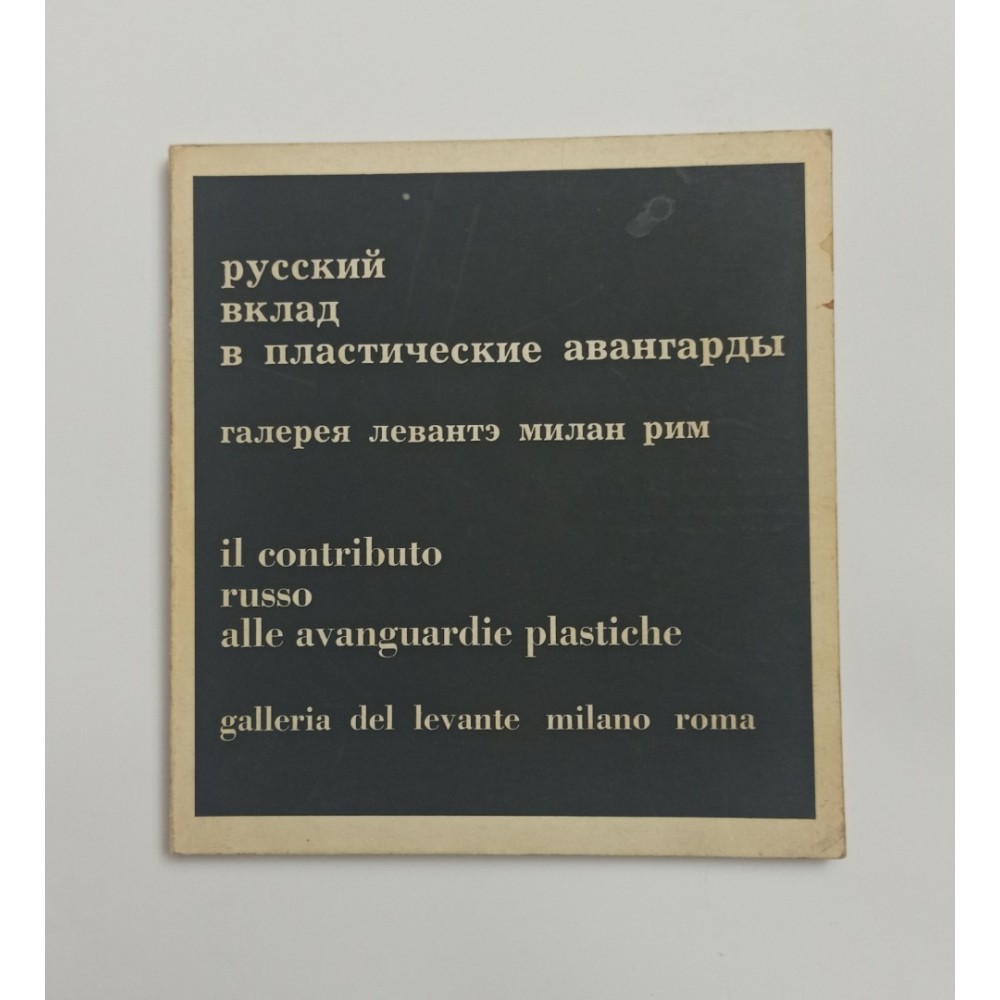 русский
вклад
в пластические авангарды
галерея левантэ милан рим
il contributo
russo
alle avanguardie plastiche
galleria del levante milano roma